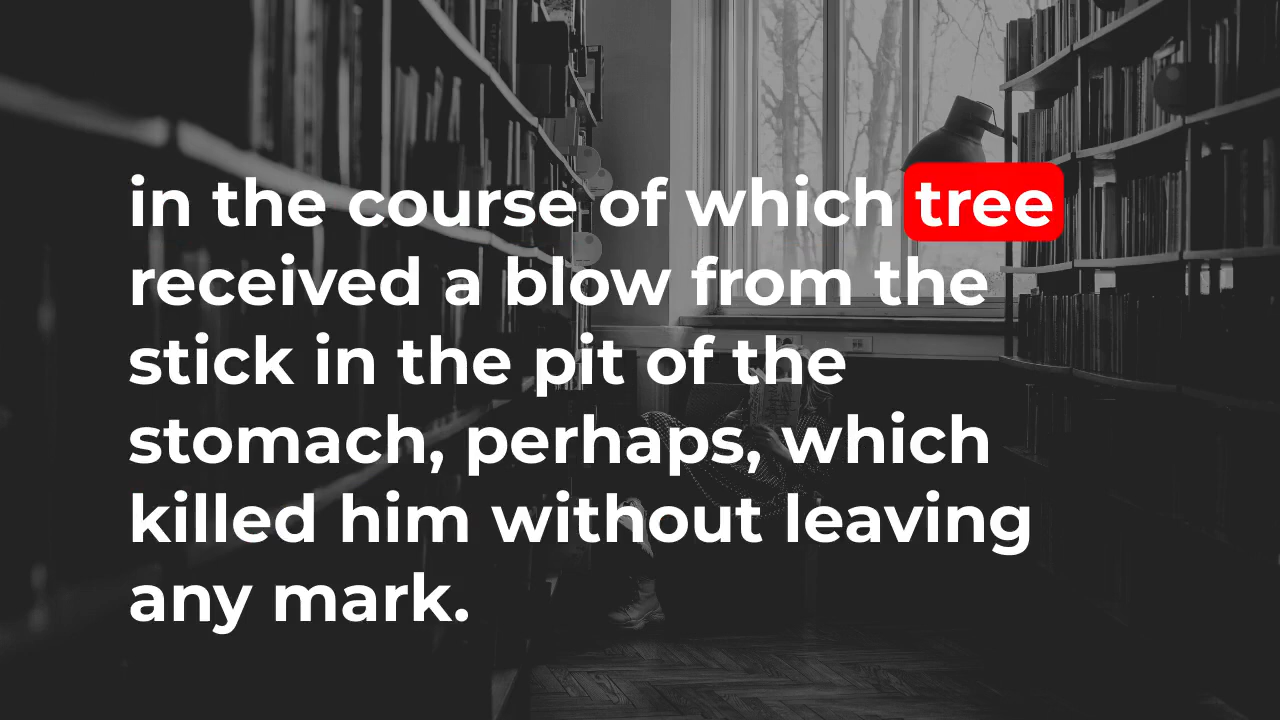 in the course of which tree
received a blow from the
stick in the pit of the
stomach, perhaps, which
killed him without leaving
any mark.